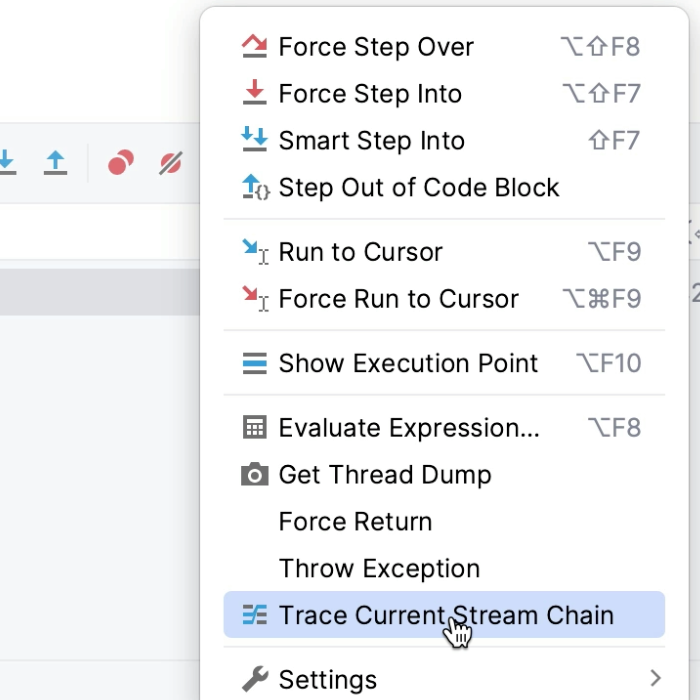 Force Step Over ⌥⇧F8
Force Step Into ⌥⇧F7
Smart Step Into ⇧F7
Step Out of Code Block
Run to Cursor ⌥F9
Force Run to Cursor ⌥⌘F9
Show Execution Point ⌥F10
Evaluate Expression... ⌥F8
Get Thread Dump
Force Return
Throw Exception
Trace Current Stream Chain
Settings